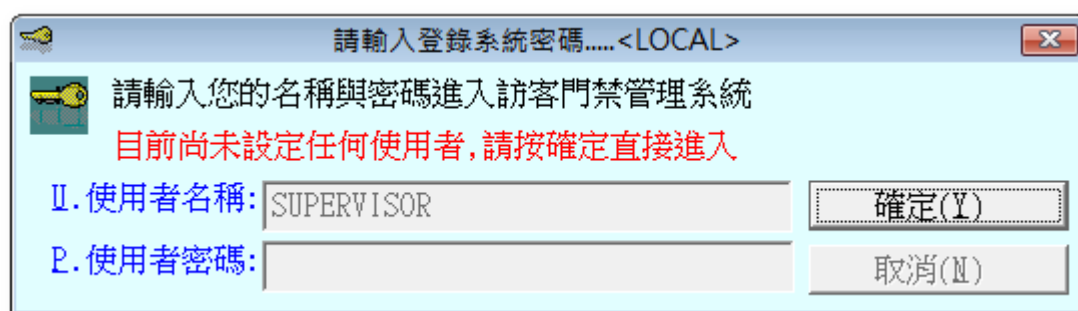 請輸入登錄系統密碼.....<LOCAL>
請輸入您的名稱與密碼進入訪客門禁管理系統
目前尚未設定任何使用者,請按確定直接進入
U.使用者名稱: SUPERVISOR 確定(Y)
P.使用者密碼: 取消(N)